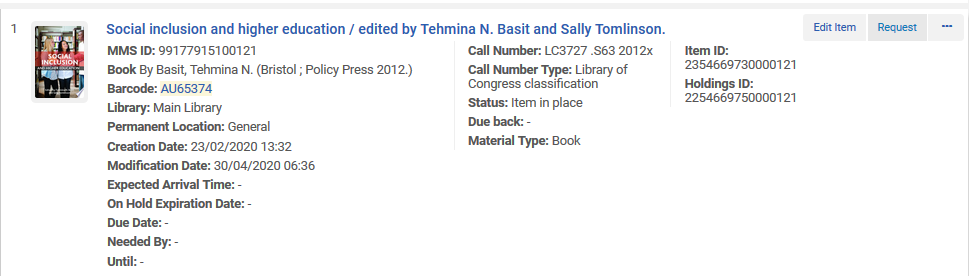 1
Social inclusion and higher education / edited by Tehmina N. Basit and Sally Tomlinson.
Edit Item
Request
...
SOCIAL
INCLUSION
MMS ID: 99177915100121
Book By Basit, Tehmina N. (Bristol ; Policy Press 2012.)
Barcode: AU65374
Library: Main Library
Permanent Location: General
Creation Date: 23/02/2020 13:32
Modification Date: 30/04/2020 06:36
Expected Arrival Time: -
On Hold Expiration Date: -
Due Date: -
Needed By: -
Until: -
Call Number: LC3727 .S63 2012x
Call Number Type: Library of
Congress classification
Status: Item in place
Due back: -
Material Type: Book
Item ID:
2354669730000121
Holdings ID:
2254669750000121